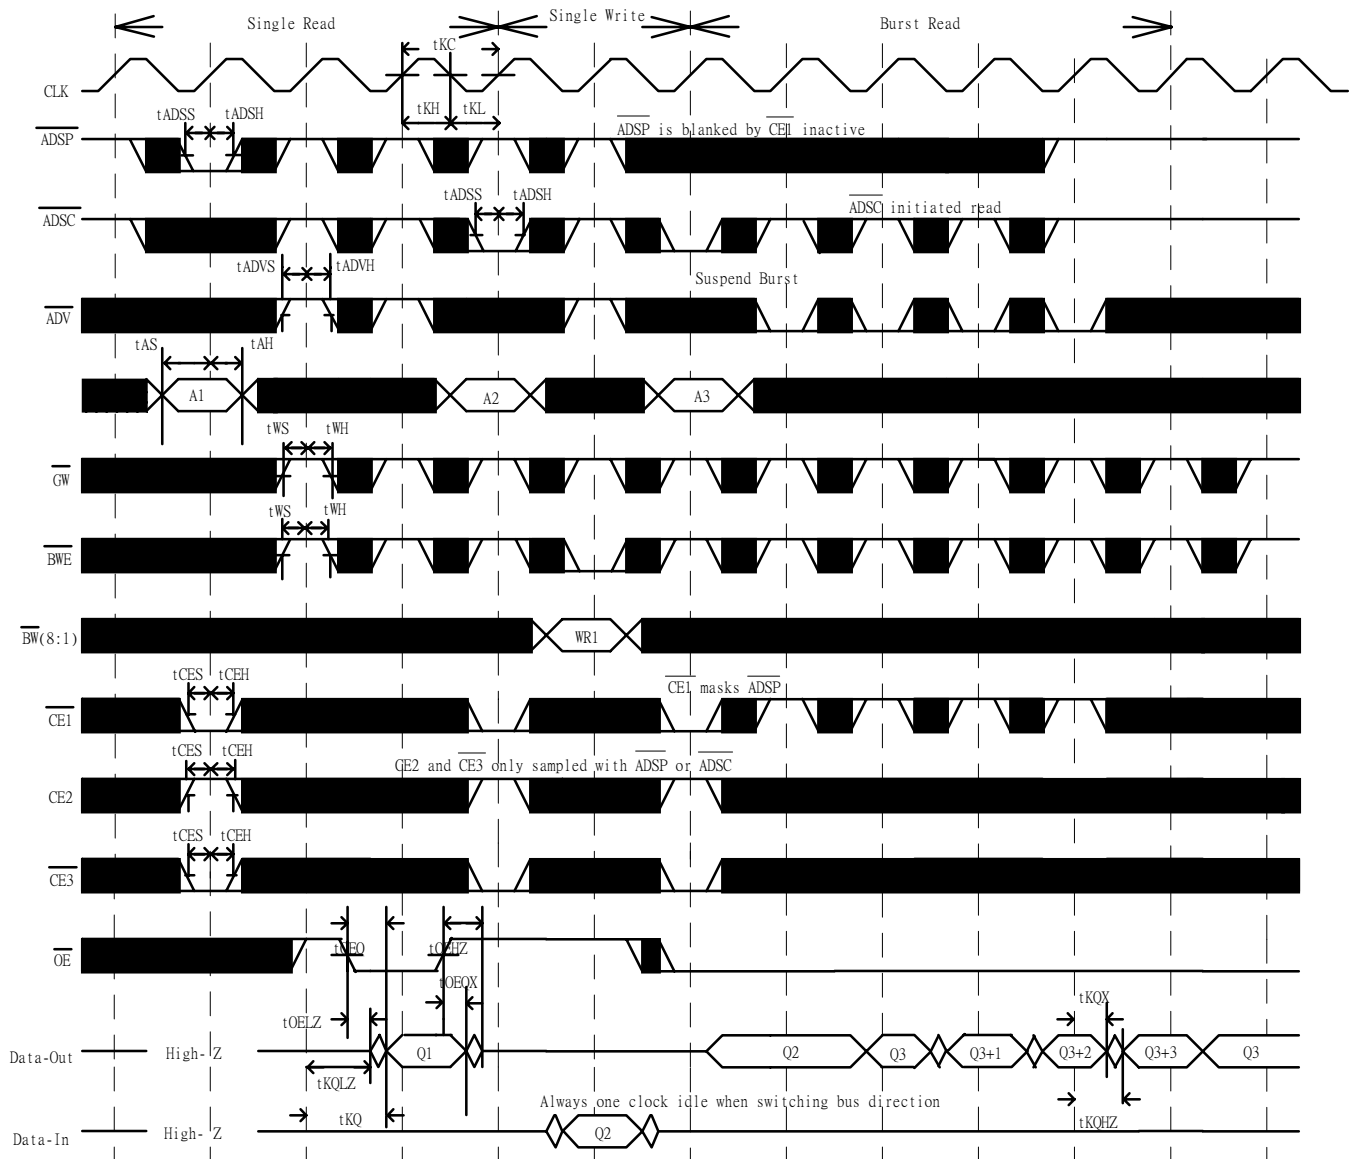 Single Read
Single Write
Burst Read
tKC
CLK
tADSS tADSH
tKH tKL
ADSP
ADSP is blanked by CE1 inactive
tADSS tADSH
ADSC
ADSC initiated read
tADVS tADVH
Suspend Burst
ADV
tAS tAH
A1
A2
A3
tWS tWH
GW
tWS tWH
BWE
BW(8:1)
WR1
tCES tCEH
CE1 masks ADSP
CE1
tCES tCEH
CE2 and CE3 only sampled with ADSP or ADSC
CE2
tCES tCEH
CE3
OE
tOEQ
tOEHZ
tOEQX
tKQX
tOELZ
Data-Out
High-Z
Q1
Q2
Q3
Q3+1
Q3+2
Q3+3
Q3
tKQLZ
Always one clock idle when switching bus direction
tKQ
tKQHZ
Data-In
High-Z
Q2